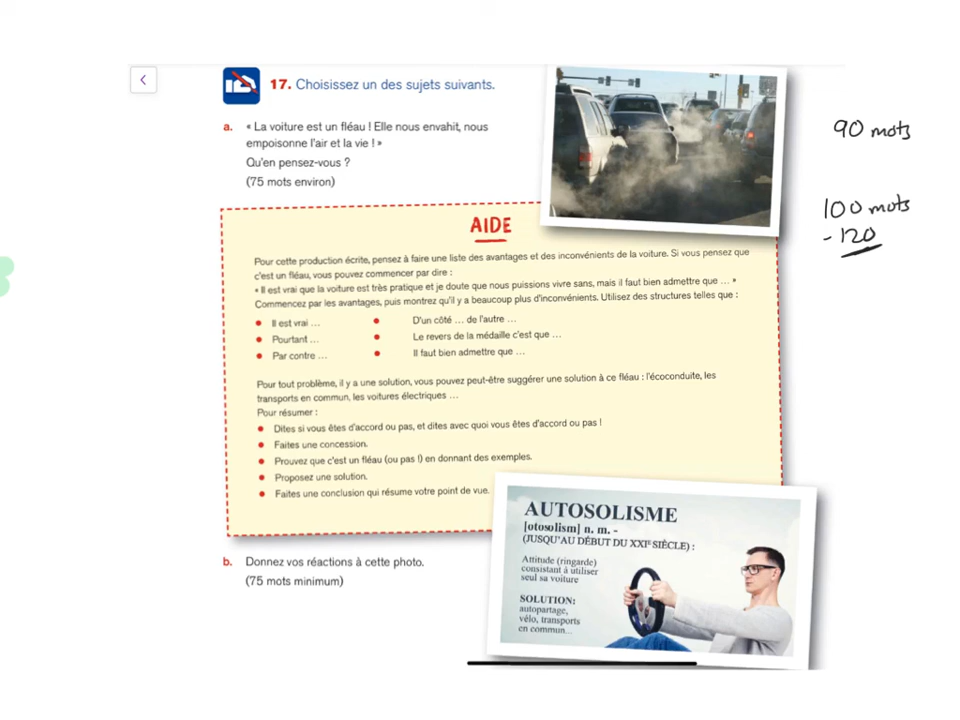 17. Choisissez un des sujets suivants.
a. « La voiture est un fléau ! Elle nous envahit, nous
empoisonne l'air et la vie ! »
Qu'en pensez-vous ?
(75 mots environ)
90 mots
100 mots
- 120
AIDE
Pour cette production écrite, pensez à faire une liste des avantages et des inconvénients de la voiture. Si vous pensez que
c'est un fléau, vous pouvez commencer par dire :
« Il est vrai que la voiture est très pratique et je doute que nous puissions vivre sans, mais il faut bien admettre que ... »
Commencez par les avantages, puis montrez qu'il y a beaucoup plus d'inconvénients. Utilisez des structures telles que :
• Il est vrai ...
• Pourtant ...
• Par contre ...
• D'un côté ... de l'autre ...
• Le revers de la médaille c'est que ...
• Il faut bien admettre que ...
Pour tout problème, il y a une solution, vous pouvez peut-être suggérer une solution à ce fléau : l'écoconduite, les
transports en commun, les voitures électriques ...
Pour résumer :
• Dites si vous êtes d'accord ou pas, et dites avec quoi vous êtes d'accord ou pas !
• Faites une concession.
• Prouvez que c'est un fléau (ou pas !) en donnant des exemples.
• Proposez une solution.
• Faites une conclusion qui résume votre point de vue.
b. Donnez vos réactions à cette photo.
(75 mots minimum)
AUTOSOLISME
[otosolism] n. m. -
(JUSQU'AU DÉBUT DU XXIᴱ SIÈCLE) :
Attitude (ringarde)
consistant à utiliser
seul sa voiture
SOLUTION:
autopartage,
vélo, transports
en commun...